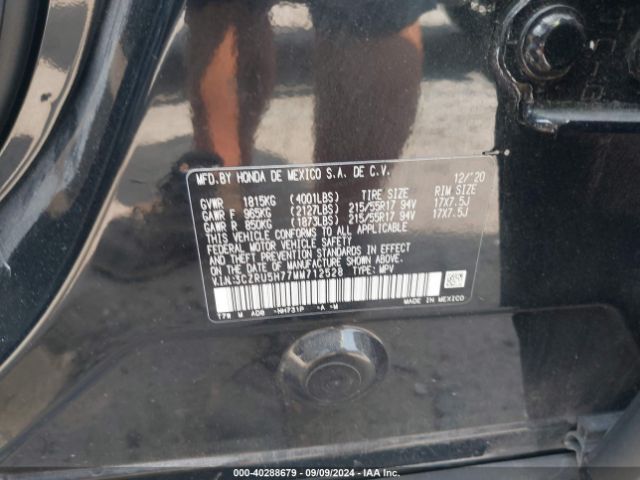 MFD.BY HONDA DE MEXICO S.A. DE C.V. 12/'20
GVWR 1815KG (4001LBS) TIRE SIZE RIM SIZE
GAWR F 965KG (2127LBS) 215/55R17 94V 17X7.5J
GAWR R 850KG (1873LBS) 215/55R17 94V 17X7.5J
THIS VEHICLE CONFORMS TO ALL APPLICABLE
FEDERAL MOTOR VEHICLE SAFETY
AND THEFT PREVENTION STANDARDS IN EFFECT
ON THE DATE OF MANUFACTURE SHOWN ABOVE.
V.I.N:3CZRU5H77MM712528 TYPE: MPV
MADE IN MEXICO
ADB -NH731P -A -M
000-40288679 - 09/09/2024 - IAA Inc.